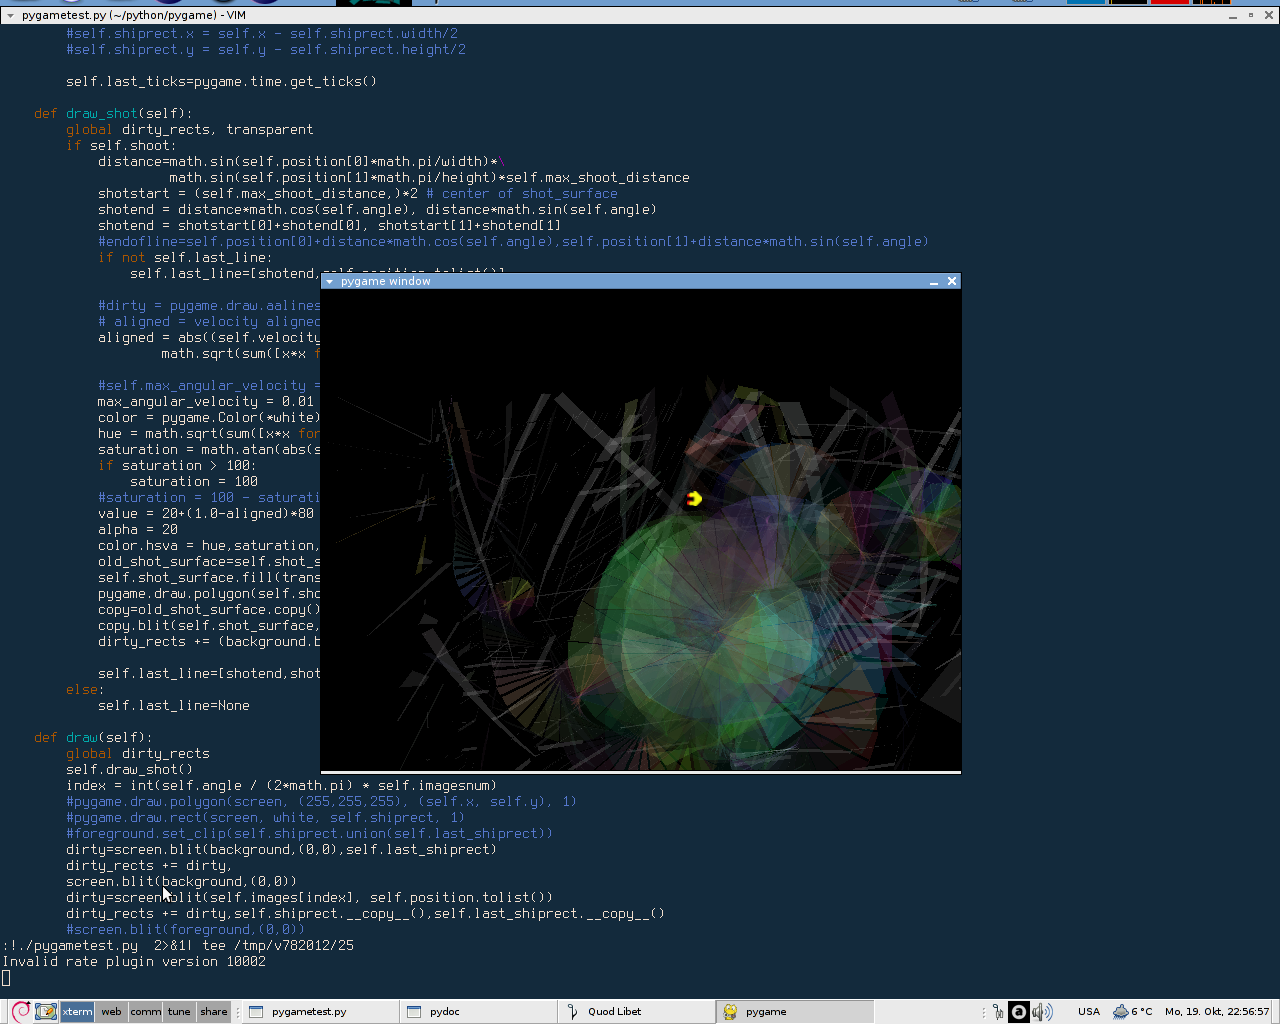 pygametest.py (~/python/pygame) - VIM
#self.shiprect.x = self.x - self.shiprect.width/2
#self.shiprect.y = self.y - self.shiprect.height/2
self.last_ticks=pygame.time.get_ticks()
def draw_shot(self):
global dirty_rects, transparent
if self.shoot:
distance=math.sin(self.position[0]*math.pi/width)*\
math.sin(self.position[1]*math.pi/height)*self.max_shoot_distance
shotstart = (self.max_shoot_distance,)*2 # center of shot_surface
shotend = distance*math.cos(self.angle), distance*math.sin(self.angle)
shotend = shotstart[0]+shotend[0], shotstart[1]+shotend[1]
#endofline=self.position[0]+distance*math.cos(self.angle),self.position[1]+distance*math.sin(self.angle)
if not self.last_line:
self.last_line=[shotend,self.position.tolist()]
pygame window
#dirty = pygame.draw.aalines
# aligned = velocity aligned
aligned = abs((self.velocity
math.sqrt(sum([x*x f
#self.max_angular_velocity =
max_angular_velocity = 0.01
color = pygame.Color(*white)
hue = math.sqrt(sum([x*x for
saturation = math.atan(abs(s
if saturation > 100:
saturation = 100
#saturation = 100 - saturati
value = 20+(1.0-aligned)*80
alpha = 20
color.hsva = hue,saturation,
old_shot_surface=self.shot_s
self.shot_surface.fill(trans
pygame.draw.polygon(self.sho
copy=old_shot_surface.copy()
copy.blit(self.shot_surface,
dirty_rects += (background.b
self.last_line=[shotend,shot
else:
self.last_line=None
def draw(self):
global dirty_rects
self.draw_shot()
index = int(self.angle / (2*math.pi) * self.imagesnum)
#pygame.draw.polygon(screen, (255,255,255), (self.x, self.y), 1)
#pygame.draw.rect(screen, white, self.shiprect, 1)
#foreground.set_clip(self.shiprect.union(self.last_shiprect))
dirty=screen.blit(background,(0,0),self.last_shiprect)
dirty_rects += dirty,
screen.blit(background,(0,0))
dirty=screen.blit(self.images[index], self.position.tolist())
dirty_rects += dirty,self.shiprect.__copy__(),self.last_shiprect.__copy__()
#screen.blit(foreground,(0,0))
:!./pygametest.py  2>&1| tee /tmp/v782012/25
Invalid rate plugin version 10002
xterm web comm tune share pygametest.py pydoc Quod Libet pygame a USA 6 °C Mo, 19. Okt, 22:56:57